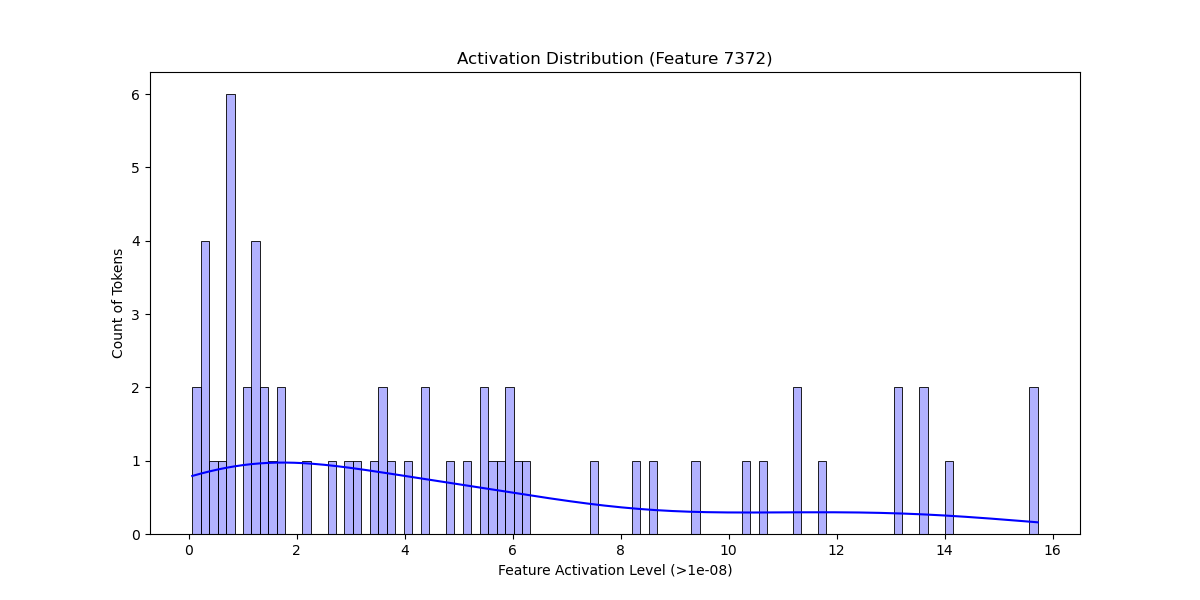 Activation Distribution (Feature 7372)
Count of Tokens
6
5
4
3
2
1
0
0 2 4 6 8 10 12 14 16
Feature Activation Level (>1e-08)